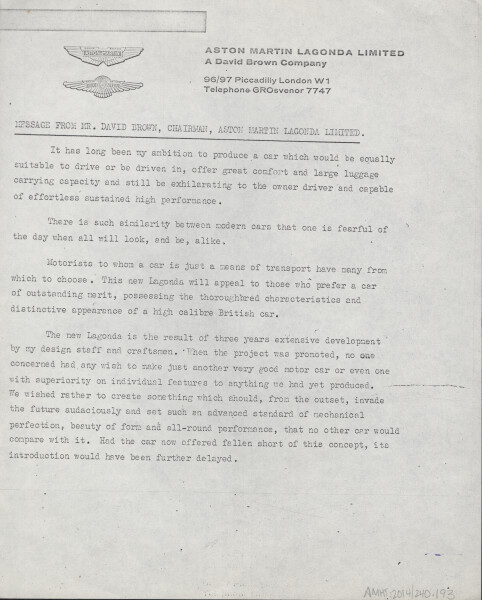 ASTON MARTIN LAGONDA LIMITED
A David Brown Company
96/97 Piccadilly London W1
Telephone GROsvenor 7747
MESSAGE FROM MR. DAVID BROWN, CHAIRMAN, ASTON MARTIN LAGONDA LIMITED.
It has long been my ambition to produce a car which would be equally
suitable to drive or be driven in, offer great comfort and large luggage
carrying capacity and still be exhilarating to the owner driver and capable
of effortless sustained high performance.
There is such similarity between modern cars that one is fearful of
the day when all will look, and be, alike.
Motorists to whom a car is just a means of transport have many from
which to choose. This new Lagonda will appeal to those who prefer a car
of outstanding merit, possessing the thoroughbred characteristics and
distinctive appearance of a high calibre British car.
The new Lagonda is the result of three years extensive development
by my design staff and craftsmen. When the project was promoted, no one
concerned had any wish to make just another very good motor car or even one
with superiority on individual features to anything we had yet produced.
We wished rather to create something which should, from the outset, invade
the future audaciously and set such an advanced standard of mechanical
perfection, beauty of form and all-round performance, that no other car would
compare with it. Had the car now offered fallen short of this concept, its
introduction would have been further delayed.
AMHT:2014/240.193